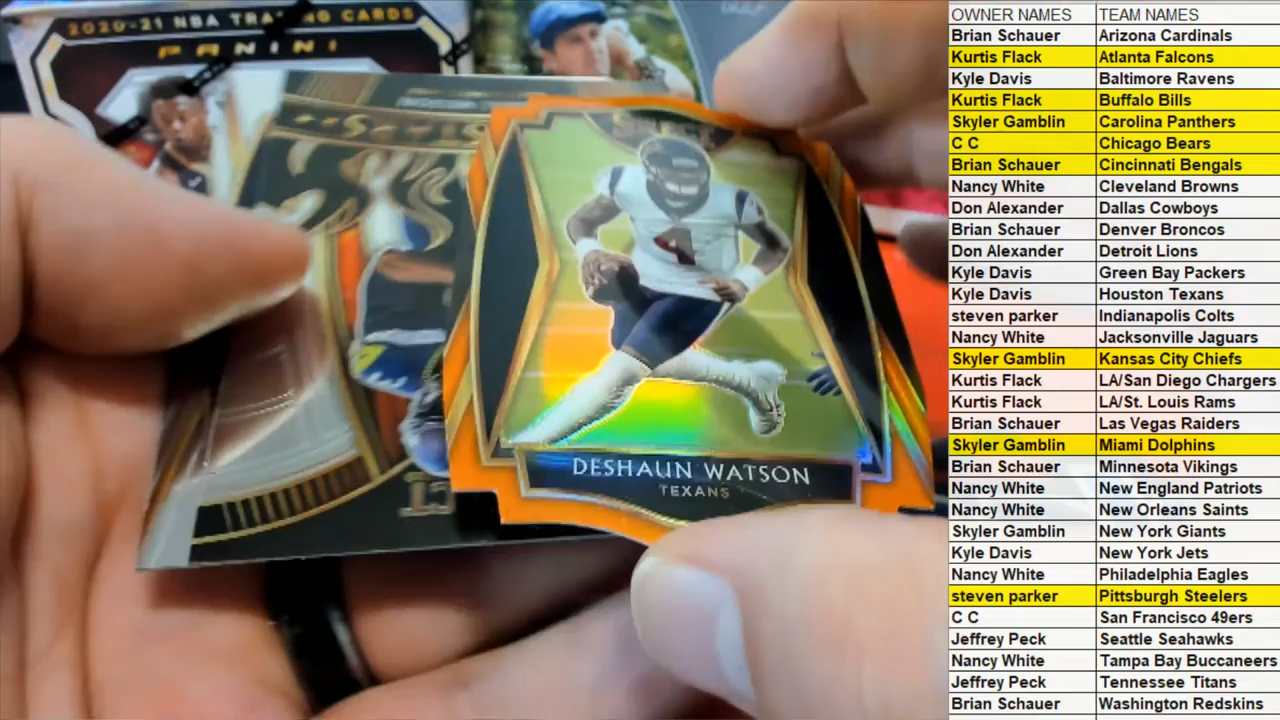 2020-21 NBA TRADING CARDS
PANINI
GOLF
DESHAUN WATSON
TEXANS
OWNER NAMES TEAM NAMES
Brian Schauer Arizona Cardinals
Kurtis Flack Atlanta Falcons
Kyle Davis Baltimore Ravens
Kurtis Flack Buffalo Bills
Skyler Gamblin Carolina Panthers
C C Chicago Bears
Brian Schauer Cincinnati Bengals
Nancy White Cleveland Browns
Don Alexander Dallas Cowboys
Brian Schauer Denver Broncos
Don Alexander Detroit Lions
Kyle Davis Green Bay Packers
Kyle Davis Houston Texans
steven parker Indianapolis Colts
Nancy White Jacksonville Jaguars
Skyler Gamblin Kansas City Chiefs
Kurtis Flack LA/San Diego Chargers
Kurtis Flack LA/St. Louis Rams
Brian Schauer Las Vegas Raiders
Skyler Gamblin Miami Dolphins
Brian Schauer Minnesota Vikings
Nancy White New England Patriots
Nancy White New Orleans Saints
Skyler Gamblin New York Giants
Kyle Davis New York Jets
Nancy White Philadelphia Eagles
steven parker Pittsburgh Steelers
C C San Francisco 49ers
Jeffrey Peck Seattle Seahawks
Nancy White Tampa Bay Buccaneers
Jeffrey Peck Tennessee Titans
Brian Schauer Washington Redskins